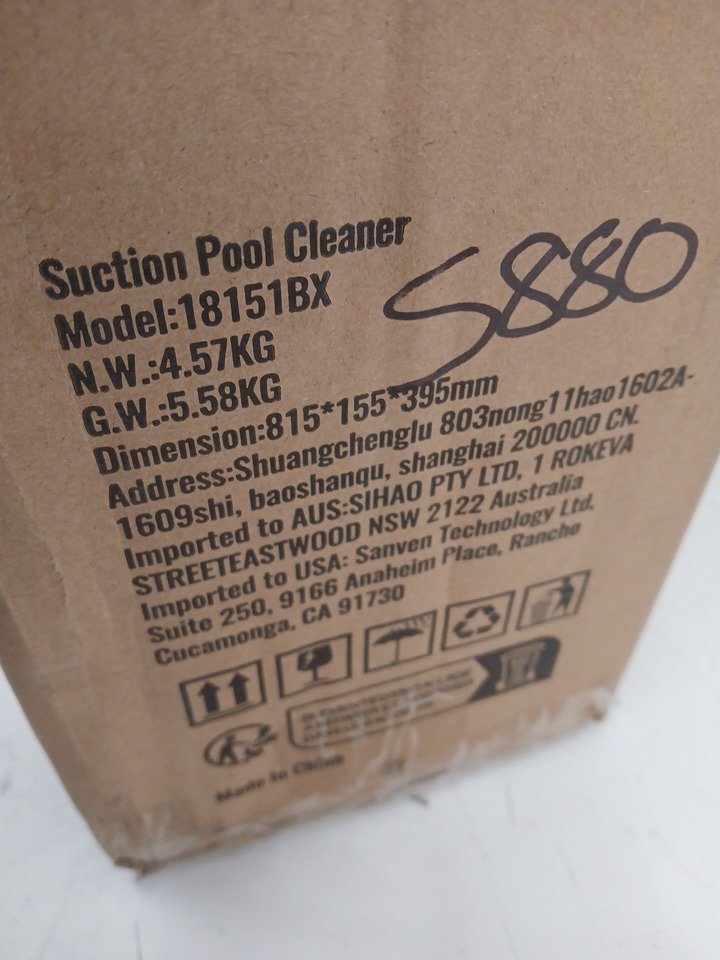 Suction Pool Cleaner
Model:18151BX
S880
N.W.:4.57KG
G.W.:5.58KG
Dimension:815*155*395mm
Address:Shuangchenglu 803nong11hao1602A-
1609shi, baoshanqu, shanghai 200000 CN.
Imported to AUS:SIHAO PTY LTD, 1 ROKEVA
STREETEASTWOOD NSW 2122 Australia
Imported to USA: Sanven Technology Ltd.
Suite 250, 9166 Anaheim Place, Rancho
Cucamonga, CA 91730
Made In China